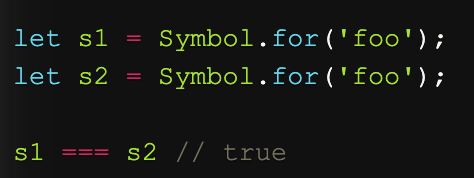 let s1 = Symbol.for('foo');
let s2 = Symbol.for('foo');
s1 === s2 // true